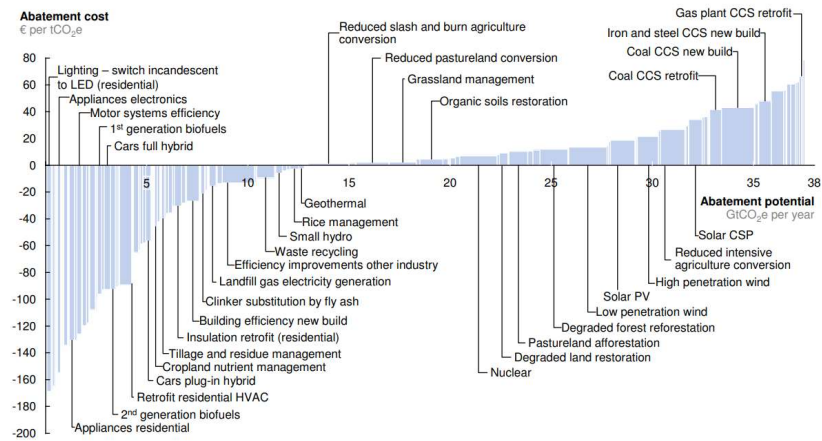 Abatement cost
€ per tCO2e
80
60
40
20
0
-20
-40
-60
-80
-100
-120
-140
-160
-180
-200
Lighting – switch incandescent
to LED (residential)
Appliances electronics
Motor systems efficiency
1st generation biofuels
Cars full hybrid
Reduced slash and burn agriculture
conversion
Reduced pastureland conversion
Grassland management
Organic soils restoration
Gas plant CCS retrofit
Iron and steel CCS new build
Coal CCS new build
Coal CCS retrofit
5
10
15
20
25
30
35
38
Abatement potential
GtCO2e per year
Geothermal
Rice management
Small hydro
Waste recycling
Efficiency improvements other industry
Landfill gas electricity generation
Clinker substitution by fly ash
Building efficiency new build
Insulation retrofit (residential)
Tillage and residue management
Cropland nutrient management
Cars plug-in hybrid
Retrofit residential HVAC
2nd generation biofuels
Appliances residential
Solar CSP
Reduced intensive
agriculture conversion
High penetration wind
Solar PV
Low penetration wind
Degraded forest reforestation
Pastureland afforestation
Degraded land restoration
Nuclear